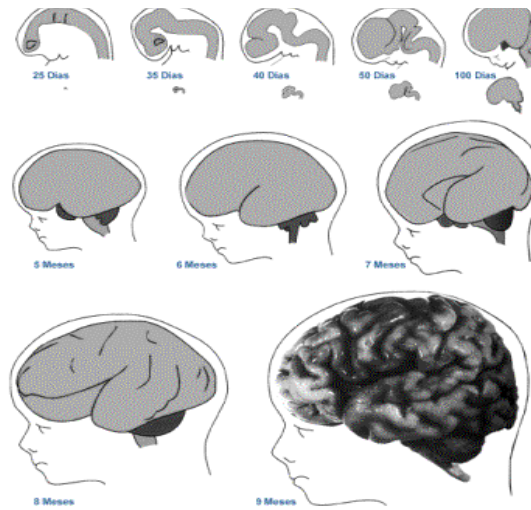 25 Dias
35 Dias
40 Dias
50 Dias
100 Dias
5 Meses
6 Meses
7 Meses
8 Meses
9 Meses